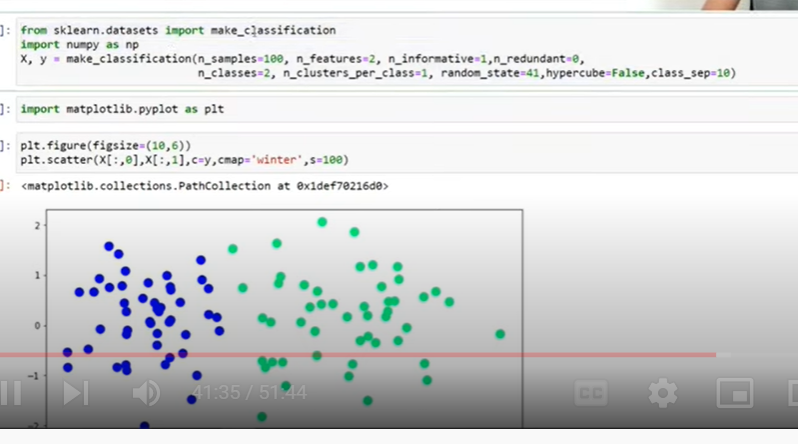 ]: from sklearn.datasets import make_classification
import numpy as np
X, y = make_classification(n_samples=100, n_features=2, n_informative=1,n_redundant=0,
n_classes=2, n_clusters_per_class=1, random_state=41,hypercube=False,class_sep=10)
]: import matplotlib.pyplot as plt
]: plt.figure(figsize=(10,6))
plt.scatter(X[:,0],X[:,1],c=y,cmap='winter',s=100)
]: <matplotlib.collections.PathCollection at 0x1def70216d0>
2
1
0
-1
-2
41:35 / 51:44
CC